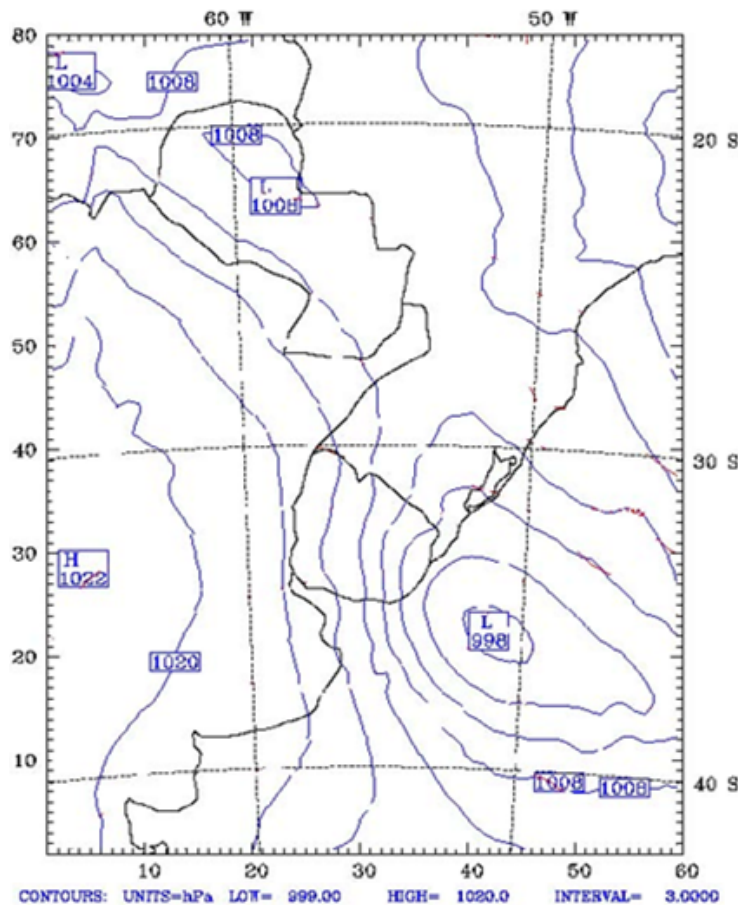 60 W 50 W
80
L
1004
1008
70
1008
20 S
L
1008
60
50
40
30 S
30
H
1022
L
998
20
1020
10
1008
1008
40 S
10 20 30 40 50 60
CONTOURS: UNITS=hPa LOW= 999.00 HIGH= 1020.0 INTERVAL= 3.0000